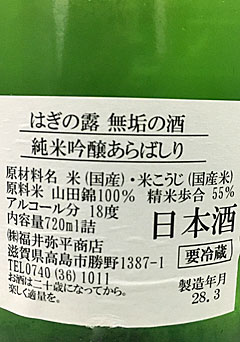 はぎの露 無垢の酒
純米吟醸あらばしり
原材料名 米(国産)・米こうじ(国産米)
原料米 山田錦100% 精米歩合 55%
アルコール分 18度
内容量720ml詰
日本酒
㈱福井弥平商店
滋賀県高島市勝野1387-1
TEL0740(36)1011
お酒は二十歳になってから。
楽しく適量を。
要冷蔵
製造年月
28.3